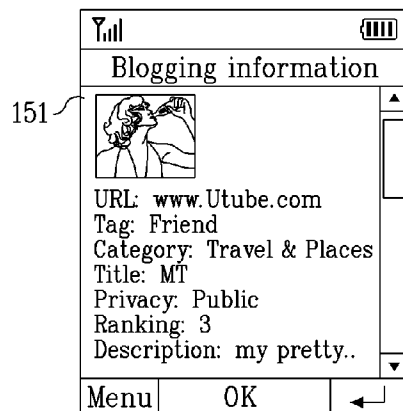 Blogging information
151
URL: www.Utube.com
Tag: Friend
Category: Travel & Places
Title: MT
Privacy: Public
Ranking: 3
Description: my pretty..
Menu OK